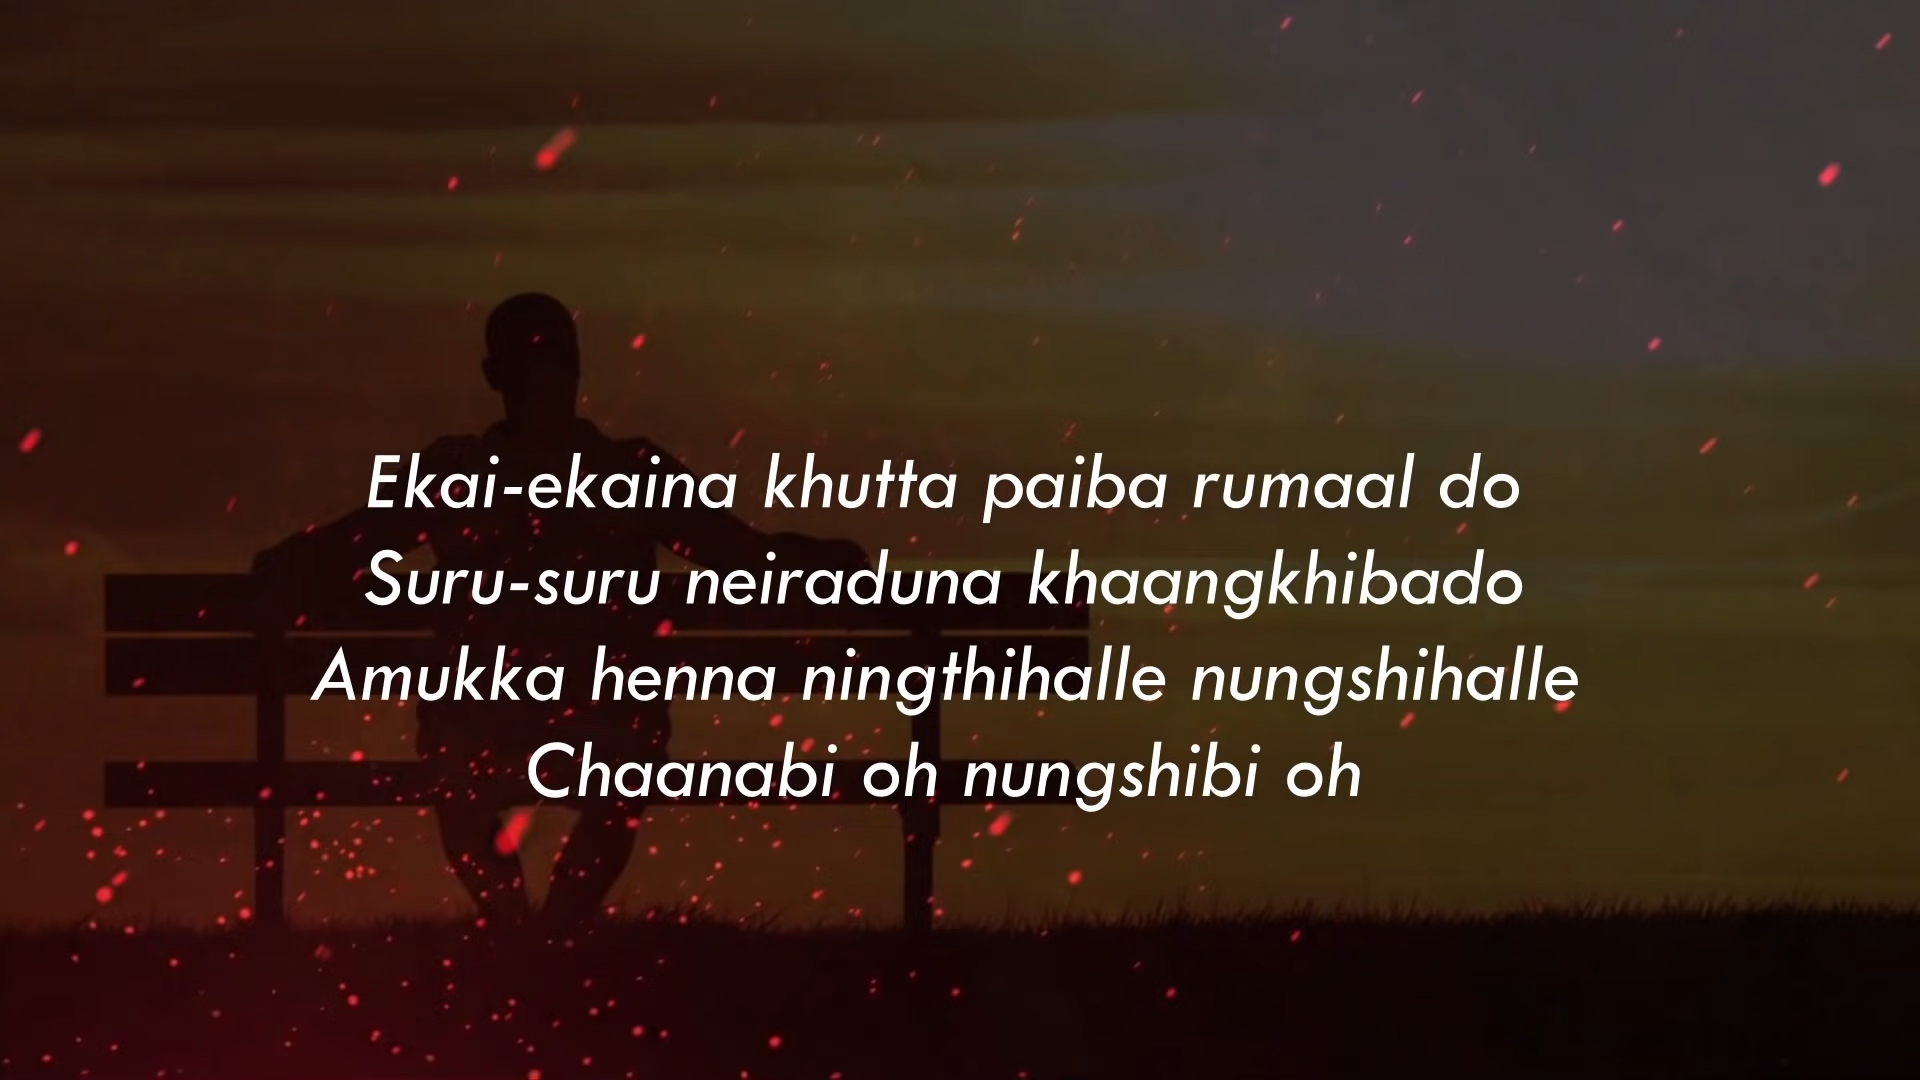 Ekai-ekaina khutta paiba rumaal do
Suru-suru neiraduna khaangkhibado
Amukka henna ningthihalle nungshihalle
Chaanabi oh nungshibi oh